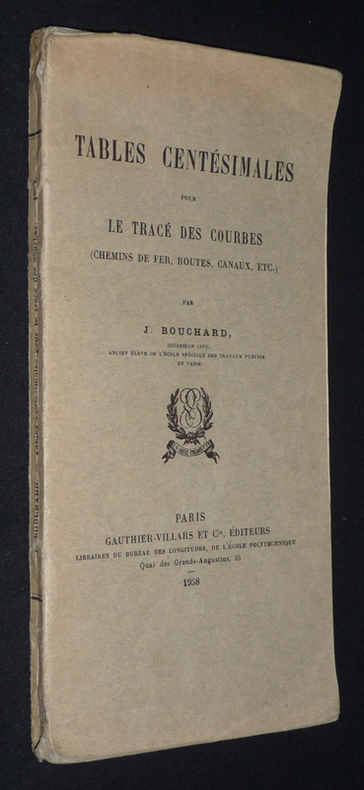 TABLES CENTÉSIMALES
POUR
LE TRACÉ DES COURBES
(CHEMINS DE FER, ROUTES, CANAUX, ETC.)
PAR
J. BOUCHARD,
INGÉNIEUR CIVIL
ANCIEN ÉLÈVE DE L'ÉCOLE SPÉCIALE DES TRAVAUX PUBLICS
DE PARIS.
PARIS
GAUTHIER-VILLARS ET Cie, ÉDITEURS
LIBRAIRES DU BUREAU DES LONGITUDES, DE L'ÉCOLE POLYTECHNIQUE
Quai des Grands-Augustins, 55
1958